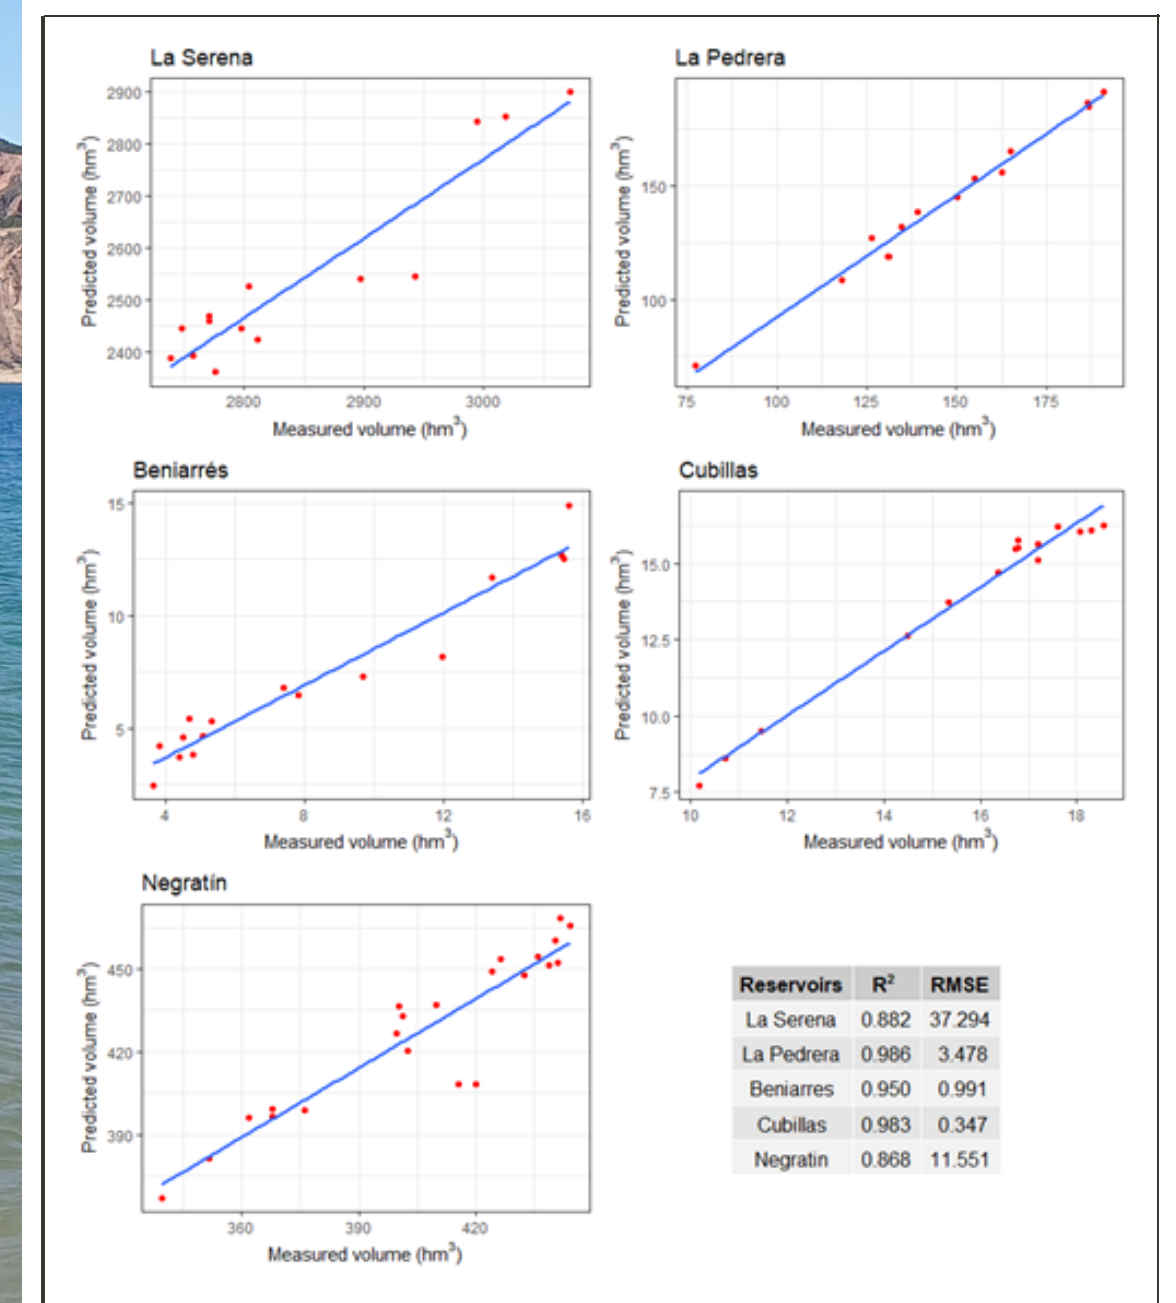 La Serena
2900
2800
2700
2600
2500
2400
Predicted volume (hm³)
2800 2900 3000
Measured volume (hm³)
La Pedrera
150
100
Predicted volume (hm³)
75 100 125 150 175
Measured volume (hm³)
Beniarrés
15
10
5
Predicted volume (hm³)
4 8 12 16
Measured volume (hm³)
Cubillas
15.0
12.5
10.0
7.5
Predicted volume (hm³)
10 12 14 16 18
Measured volume (hm³)
Negratín
450
420
390
Predicted volume (hm³)
360 390 420
Measured volume (hm³)
Reservoirs R² RMSE
La Serena 0.882 37.294
La Pedrera 0.986 3.478
Beniarres 0.950 0.991
Cubillas 0.983 0.347
Negratin 0.868 11.551